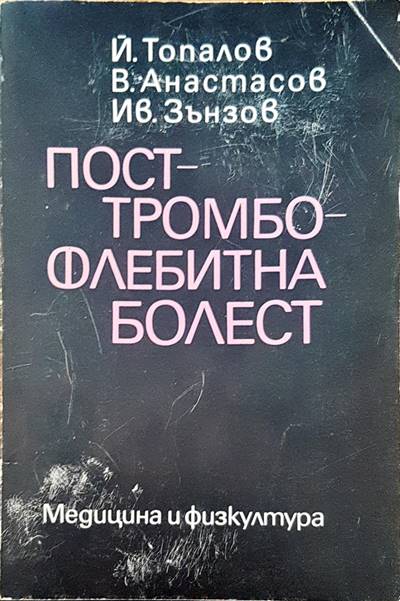 Й. Топалов
В. Анастасов
Ив. Зънзов
ПОСТ-
ТРОМБО-
ФЛЕБИТНА
БОЛЕСТ
Медицина и физкултура